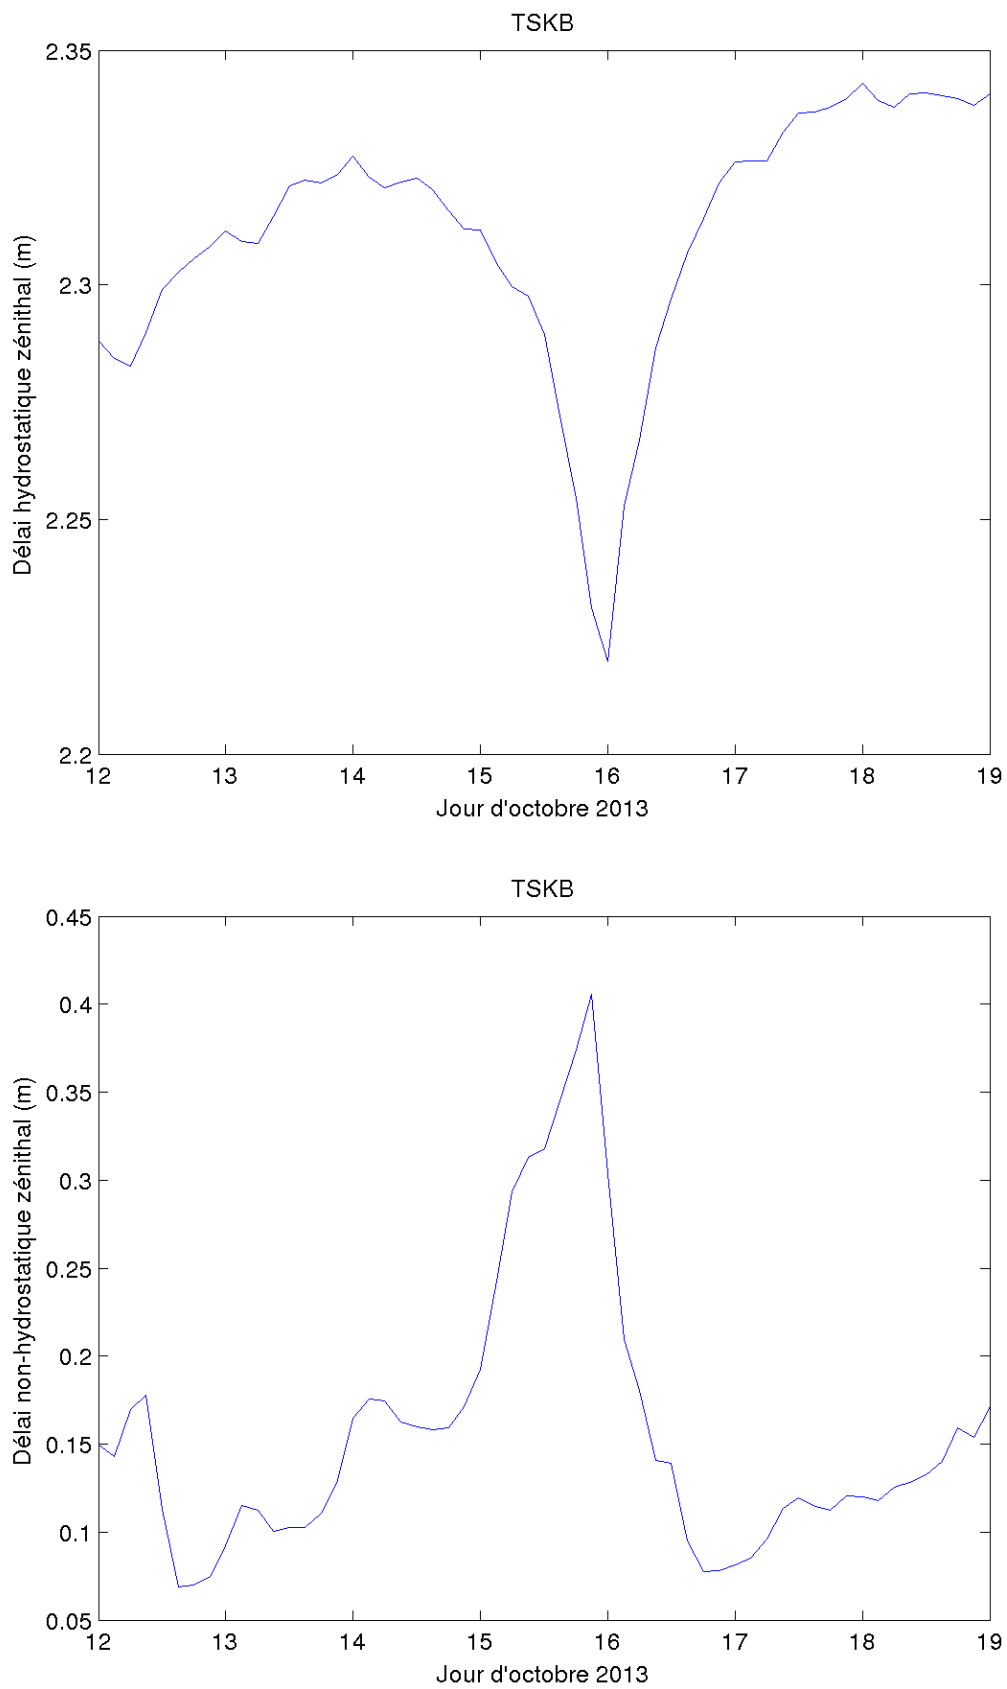 TSKB
2.35
2.3
2.25
2.2
Délai hydrostatique zénithal (m)
12 13 14 15 16 17 18 19
Jour d'octobre 2013
TSKB
0.45
0.4
0.35
0.3
0.25
0.2
0.15
0.1
0.05
Délai non-hydrostatique zénithal (m)
12 13 14 15 16 17 18 19
Jour d'octobre 2013